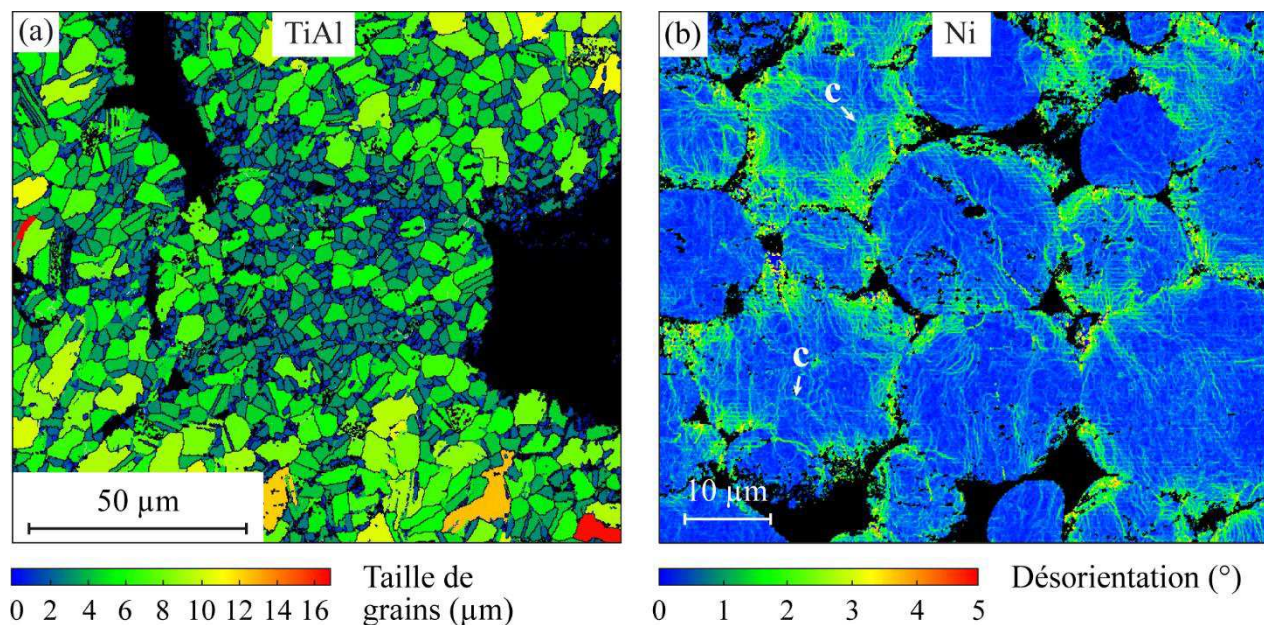 (a)
TiAl
(b)
Ni
c
c
50 µm
10 µm
0 2 4 6 8 10 12 14 16
Taille de
grains (µm)
0 1 2 3 4 5
Désorientation (°)